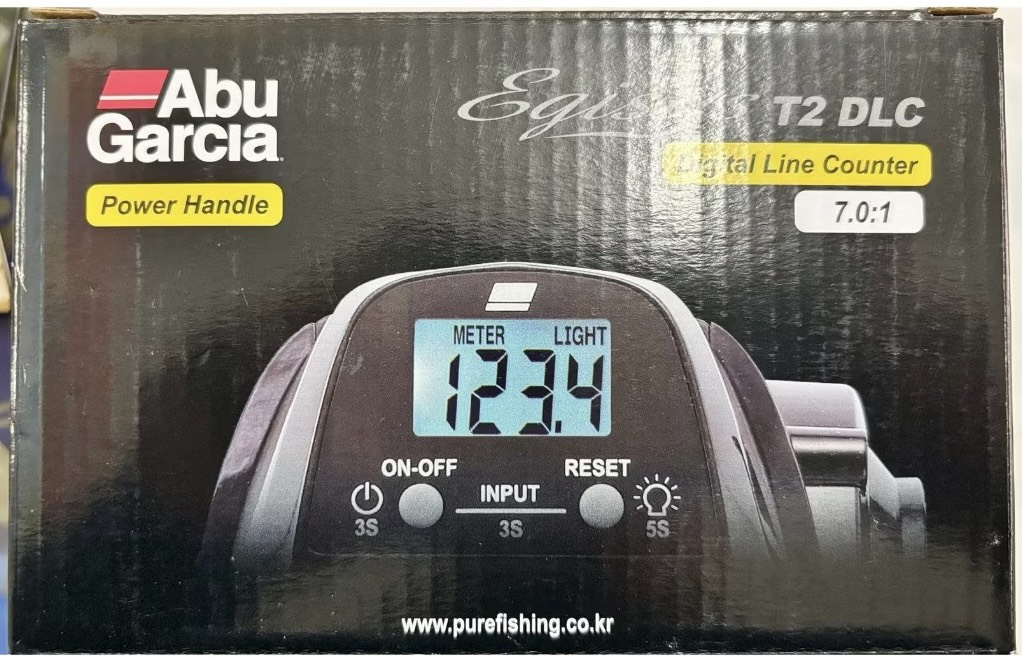 Abu
Garcia
Power Handle
T2 DLC
Digital Line Counter
7.0:1
METER LIGHT
123.4
ON-OFF
RESET
INPUT
3S
3S
5S
www.purefishing.co.kr